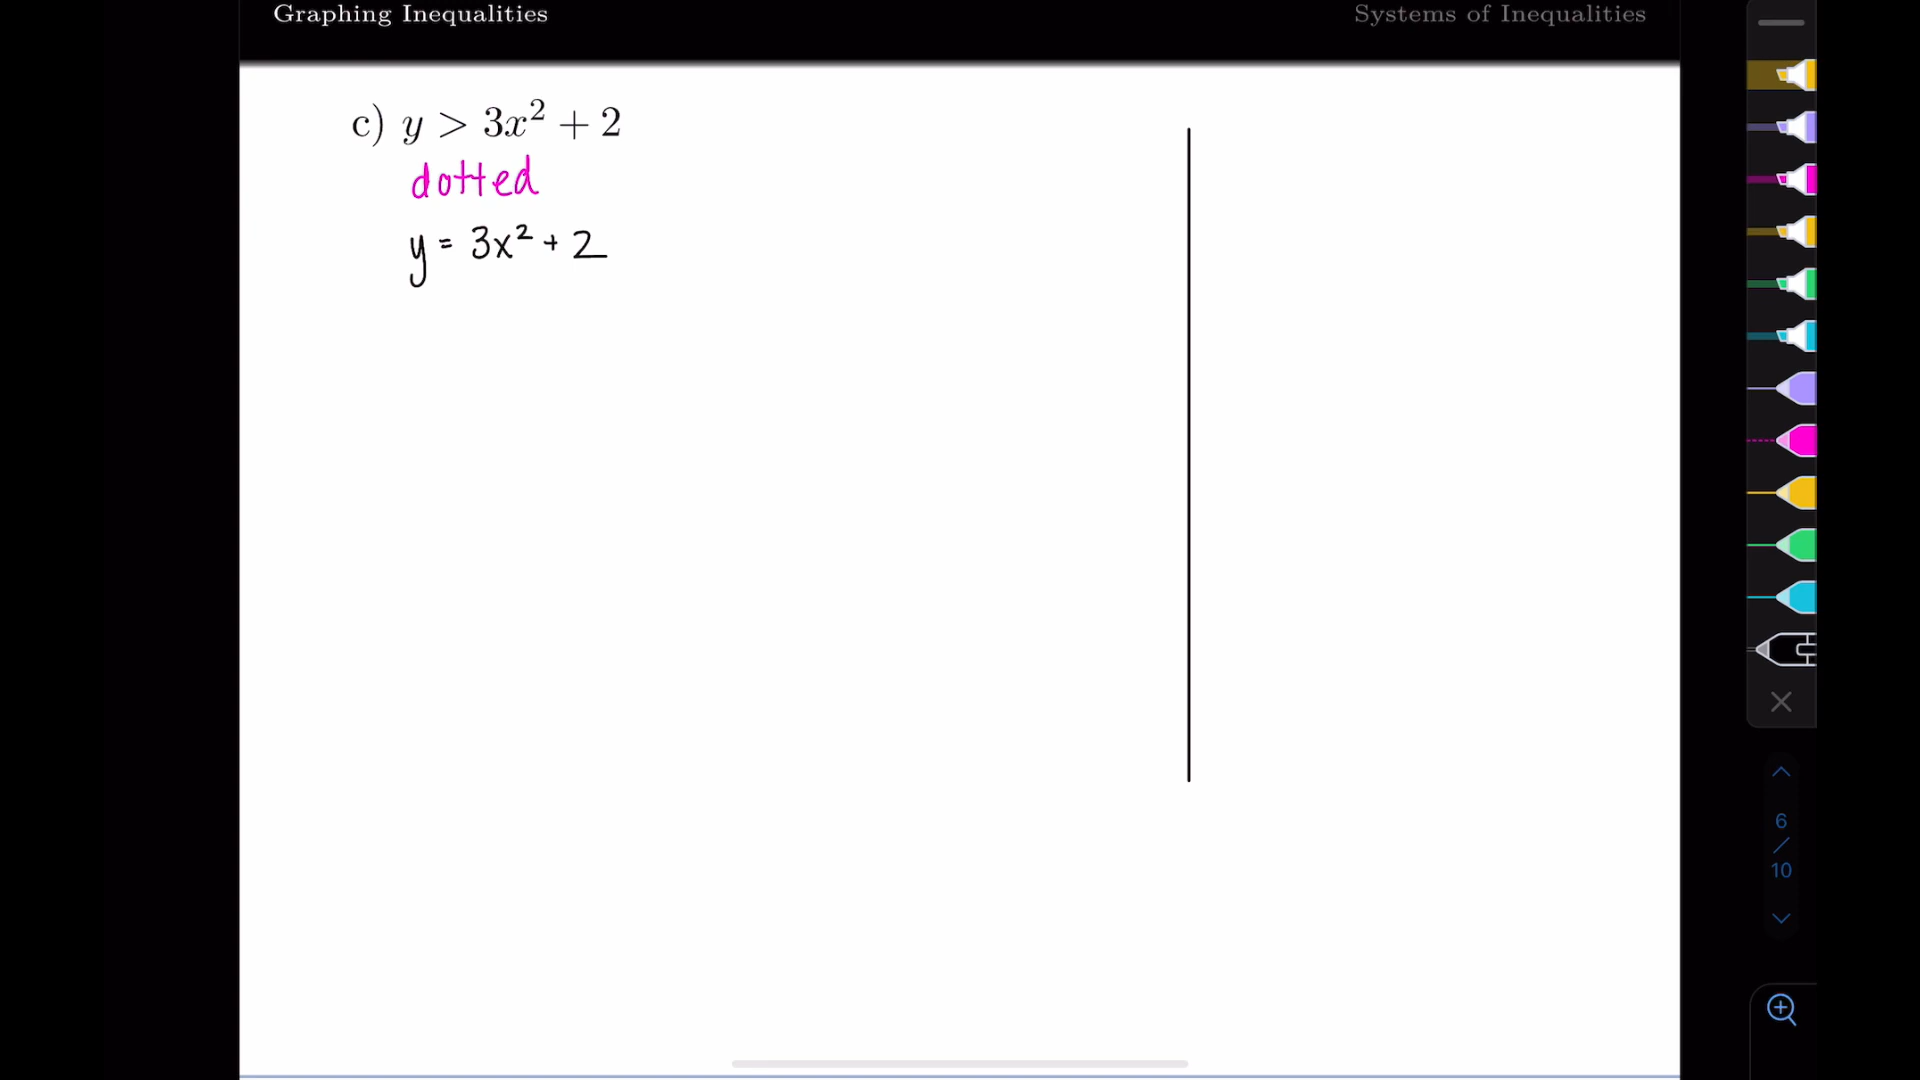 Graphing Inequalities
Systems of Inequalities
c) y > 3x² + 2
dotted
y = 3x² + 2
6
/
10